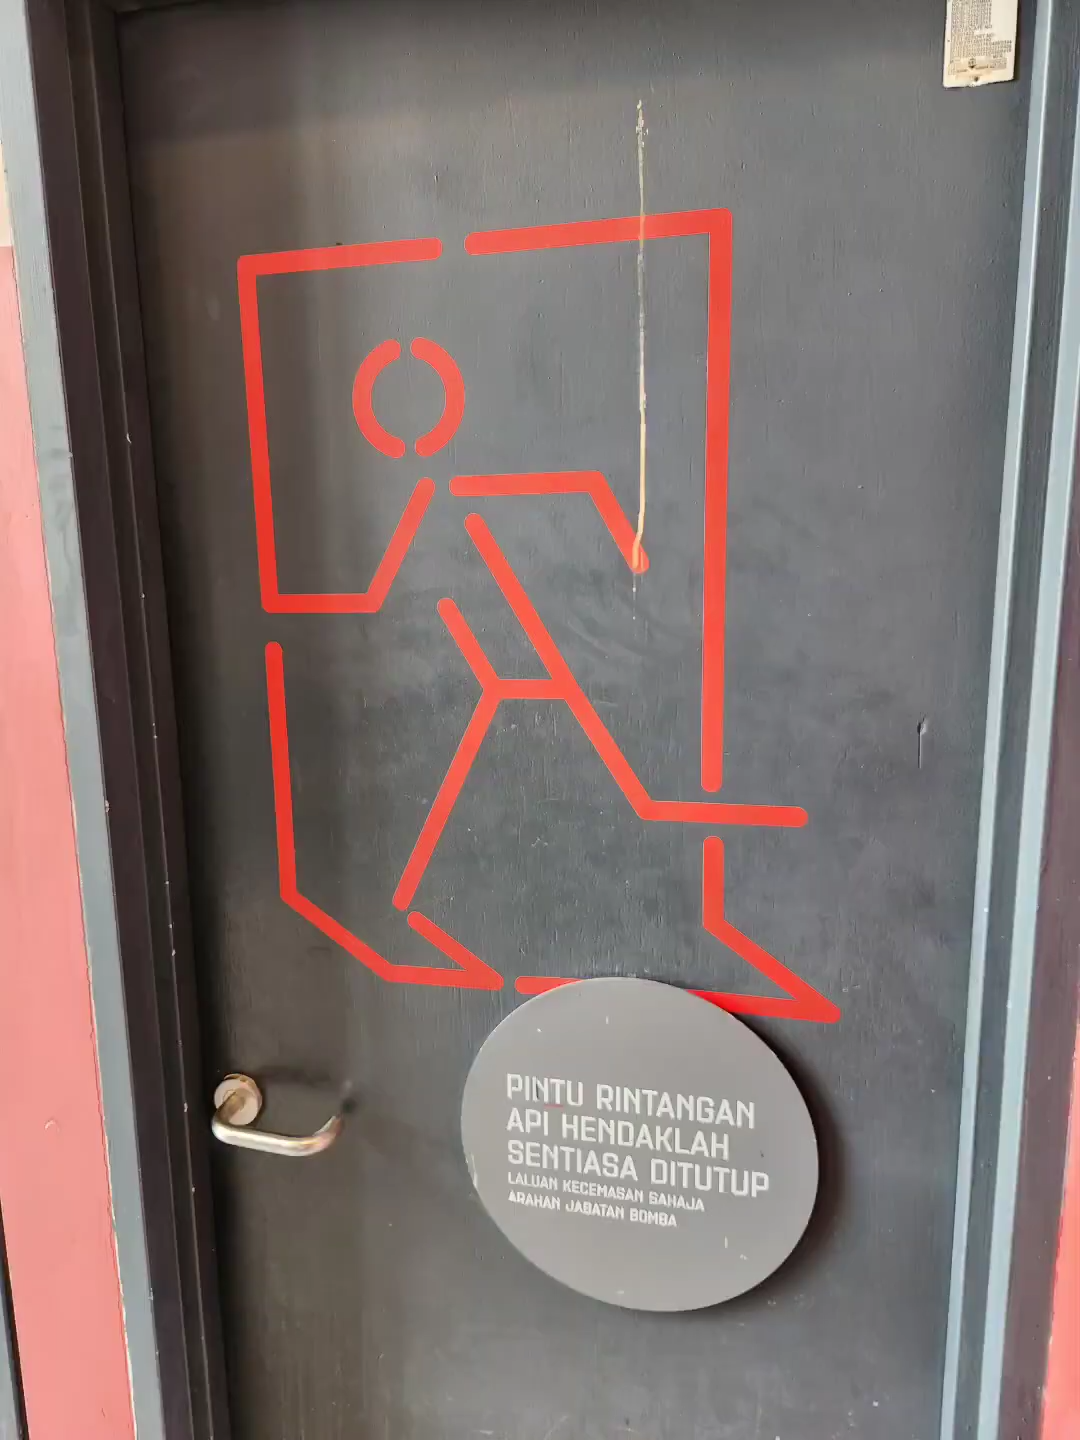 PINTU RINTANGAN
API HENDAKLAH
SENTIASA DITUTUP
LALUAN KECEMASAN SAHAJA
ARAHAN JABATAN BOMBA